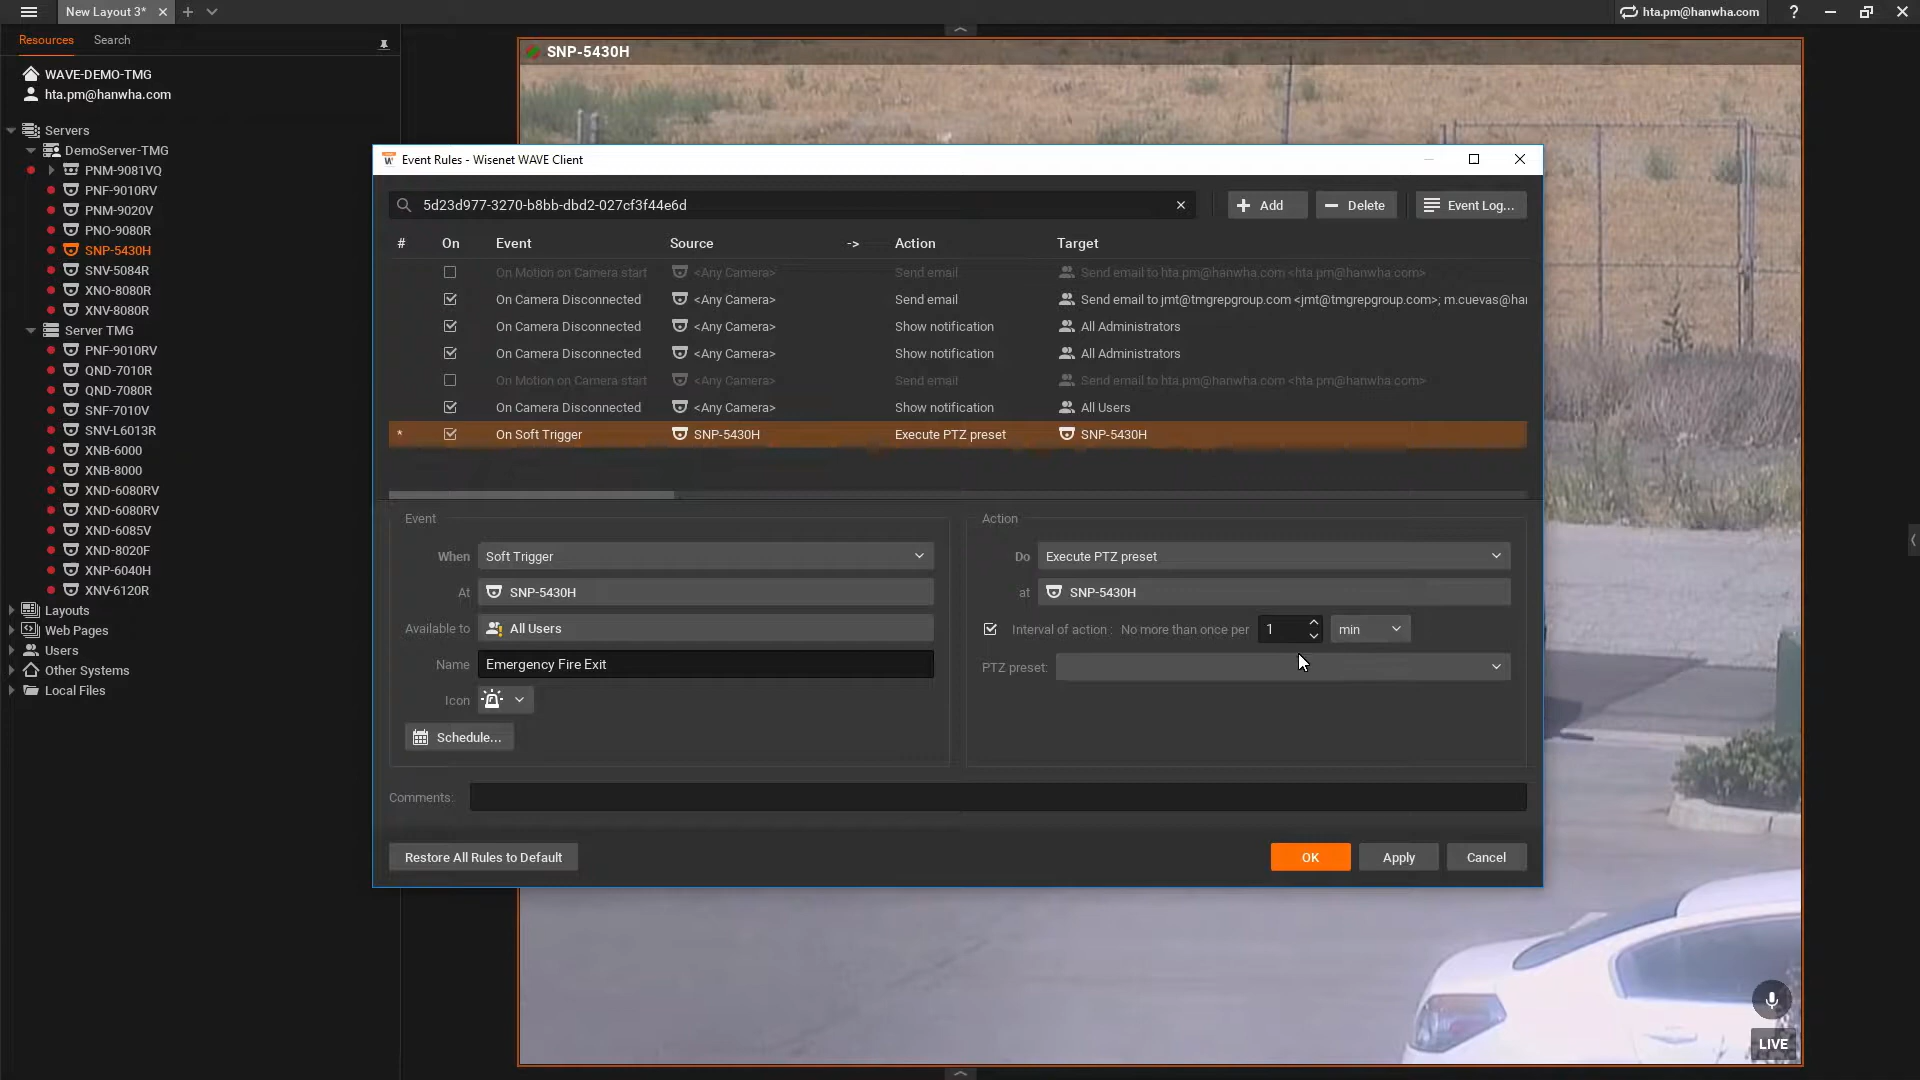 New Layout 3*
hta.pm@hanwha.com
?
Resources Search
WAVE-DEMO-TMG
hta.pm@hanwha.com
Servers
DemoServer-TMG
PNM-9081VQ
PNF-9010RV
PNM-9020V
PNO-9080R
SNP-5430H
SNV-5084R
XNO-8080R
XNV-8080R
Server TMG
PNF-9010RV
QND-7010R
QND-7080R
SNF-7010V
SNV-L6013R
XNB-6000
XNB-8000
XND-6080RV
XND-6080RV
XND-6085V
XND-8020F
XNP-6040H
XNV-6120R
Layouts
Web Pages
Users
Other Systems
Local Files
SNP-5430H
Event Rules - Wisenet WAVE Client
5d23d977-3270-b8bb-dbd2-027cf3f44e6d
Add
Delete
Event Log...
# On Event Source -> Action Target
On Motion on Camera start <Any Camera> Send email Send email to hta.pm@hanwha.com <hta.pm@hanwha.com>
On Camera Disconnected <Any Camera> Send email Send email to jmt@tmgrepgroup.com <jmt@tmgrepgroup.com>; m.cuevas@har
On Camera Disconnected <Any Camera> Show notification All Administrators
On Camera Disconnected <Any Camera> Show notification All Administrators
On Motion on Camera start <Any Camera> Send email Send email to hta.pm@hanwha.com <hta.pm@hanwha.com>
On Camera Disconnected <Any Camera> Show notification All Users
* On Soft Trigger SNP-5430H Execute PTZ preset SNP-5430H
Event
When Soft Trigger
At SNP-5430H
Available to All Users
Name Emergency Fire Exit
Icon
Schedule...
Action
Do Execute PTZ preset
at SNP-5430H
Interval of action : No more than once per 1 min
PTZ preset:
Comments:
Restore All Rules to Default
OK
Apply
Cancel
LIVE